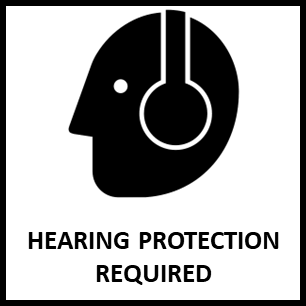 HEARING PROTECTION
REQUIRED